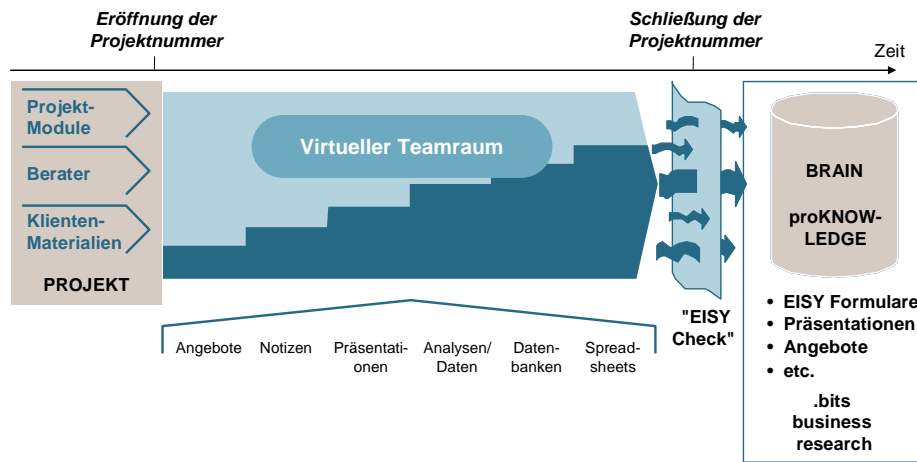 Eröffnung der
Projektnummer
Schließung der
Projektnummer
Zeit
Projekt-
Module
Berater
Klienten-
Materialien
PROJEKT
Virtueller Teamraum
"EISY
Check"
BRAIN
proKNOW-
LEDGE
• EISY Formulare
• Präsentationen
• Angebote
• etc.
.bits
business
research
Angebote
Notizen
Präsentati-
onen
Analysen/
Daten
Daten-
banken
Spread-
sheets